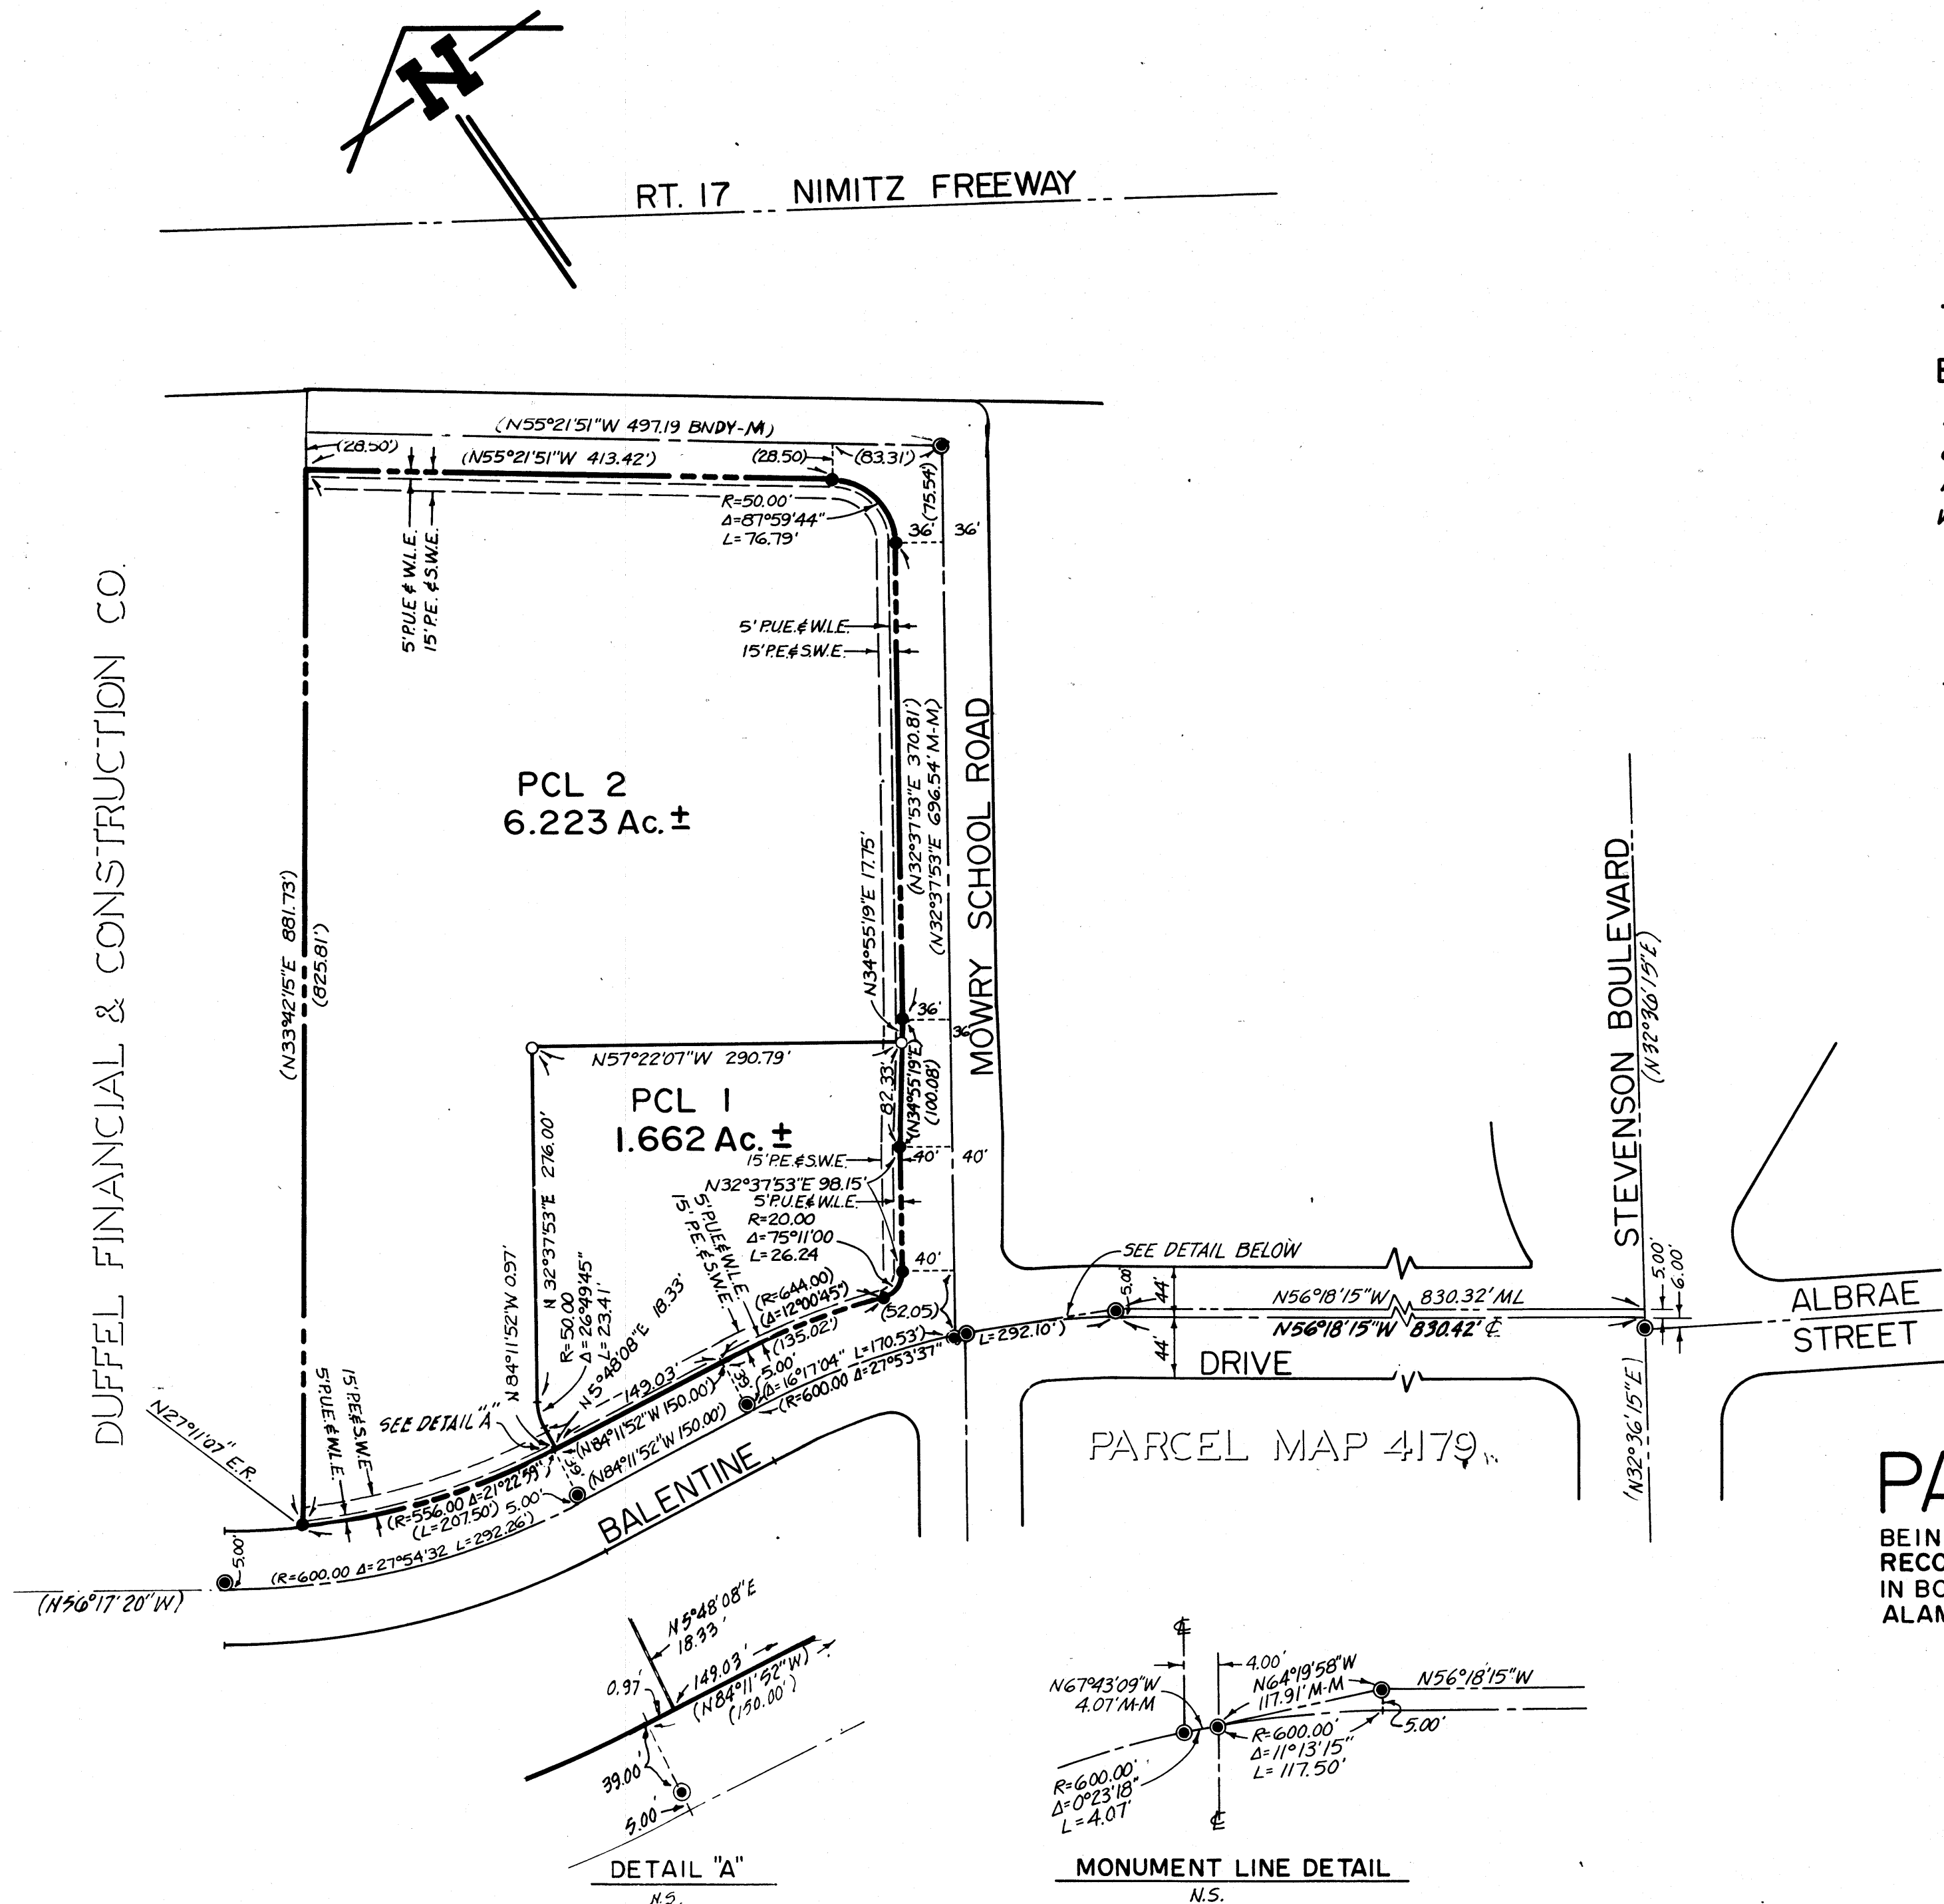 N
RT. 17 NIMITZ FREEWAY
(N55°21'51"W 497.19 BNDY-M)
(28.50')
(N55°21'51"W 413.42')
(28.50)
(83.31')
(75.54)
R=50.00'
Δ=87°59'44"
L=76.79'
36'
36'
5' P.U.E & W.L.E.
15' P.E. & S.W.E.
5' P.U.E. & W.L.E.
15' P.E & S.W.E.
DUFFEL FINANCIAL & CONSTRUCTION CO.
PCL 2
6.223 Ac. ±
(N32°37'53"E 370.81')
(N32°37'53"E 696.54' M-M)
MOWRY SCHOOL ROAD
N34°55'19"E 17.75'
(N33°42'15"E 881.73')
(825.81')
STEVENSON BOULEVARD
(N32°36'15"E)
36'
36'
N57°22'07"W 290.79'
PCL 1
1.662 Ac. ±
82.33'
(N34°55'19"E)
(100.08')
15' P.E. & S.W.E.
40'
40'
N32°37'53"E 98.15'
5' P.U.E. & W.L.E.
R=20.00
Δ=75°11'00
L=26.24
40'
N 32°37'53"E 276.00'
N 84°11'52"W 0.97'
R=50.00
Δ=26°49'45"
L=23.41'
N 5°48'08"E 18.33'
5' P.U.E & W.L.E
15' P.E. & S.W.E.
(R=644.00)
(Δ=12°00'45")
(135.02')
(52.05)
SEE DETAIL BELOW
5.00'
44'
44'
N56°18'15"W 830.32' ML
N56°18'15"W 830.42' ℄
5.00'
6.00'
ALBRAE
STREET
DRIVE
L=292.10')
149.03'
(N84°11'52"W 150.00')
(N84°11'52"W 150.00')
39'
5.00'
(Δ=16°17'04" L=170.53')
(R=600.00 Δ=27°53'37"
SEE DETAIL "A"
39'
5.00'
N27°11'07" E.R.
5' P.U.E. & W.L.E.
15' P.E & S.W.E
(R=556.00 Δ=21°22'59")
(L=207.50')
(R=600.00 Δ=27°54'32 L=292.26')
5.00'
(N56°17'20"W)
BALENTINE
PARCEL MAP 4179
(N32°36'15"E)
PA
BEIN
RECO
IN BO
ALAM
N 5°48'08"E
18.33'
149.03'
0.97'
(N84°11'52"W)
(150.00')
39.00'
5.00'
DETAIL "A"
N.S.
℄
4.00'
N67°43'09"W
4.07' M-M
N64°19'58"W
117.91' M-M
N56°18'15"W
5.00'
R=600.00'
Δ=11°13'15"
L=117.50'
R=600.00'
Δ=0°23'18"
L=4.07'
℄
MONUMENT LINE DETAIL
N.S.